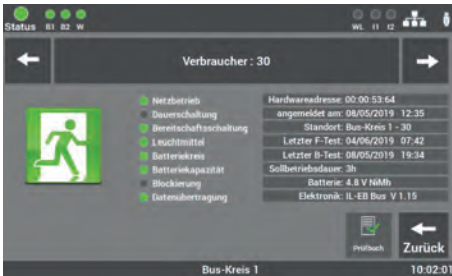 Status B1 B2 W WL I1 I2
Verbraucher : 30
Netzbetrieb
Dauerschaltung
Bereitschaftsschaltung
Leuchtmittel
Batteriekreis
Batteriekapazität
Blockierung
Datenübertragung
Hardwareadresse: 00:00:53:64
angemeldet am: 08/05/2019 12:35
Standort: Bus-Kreis 1 - 30
Letzter F-Test: 04/06/2019 07:42
Letzter B-Test: 08/05/2019 19:34
Sollbetriebsdauer: 3h
Batterie: 4.8 V NiMh
Elektronik: IL-EB Bus V 1.15
Prüfbuch
Zurück
Bus-Kreis 1 10:02:01